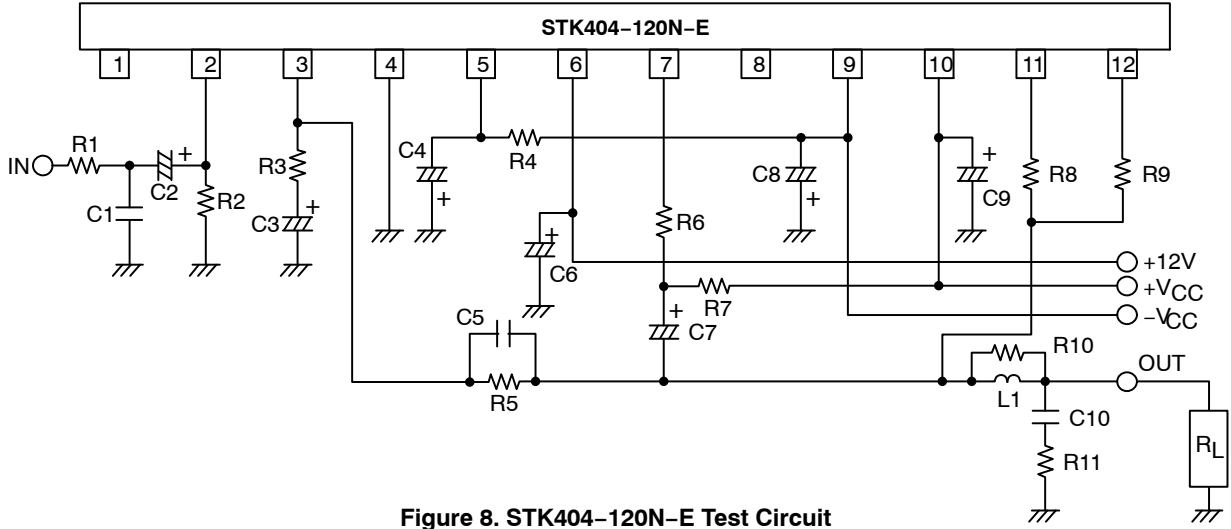 STK404–120N–E
1 2 3 4 5 6 7 8 9 10 11 12
IN
R1
C1
C2
+
R2
R3
C3
+
C4
+
R4
C6
+
R6
R7
C7
+
C8
+
C9
+
R8
R9
+12V
+VCC
–VCC
C5
R5
R10
L1
OUT
C10
R11
RL
Figure 8. STK404–120N–E Test Circuit